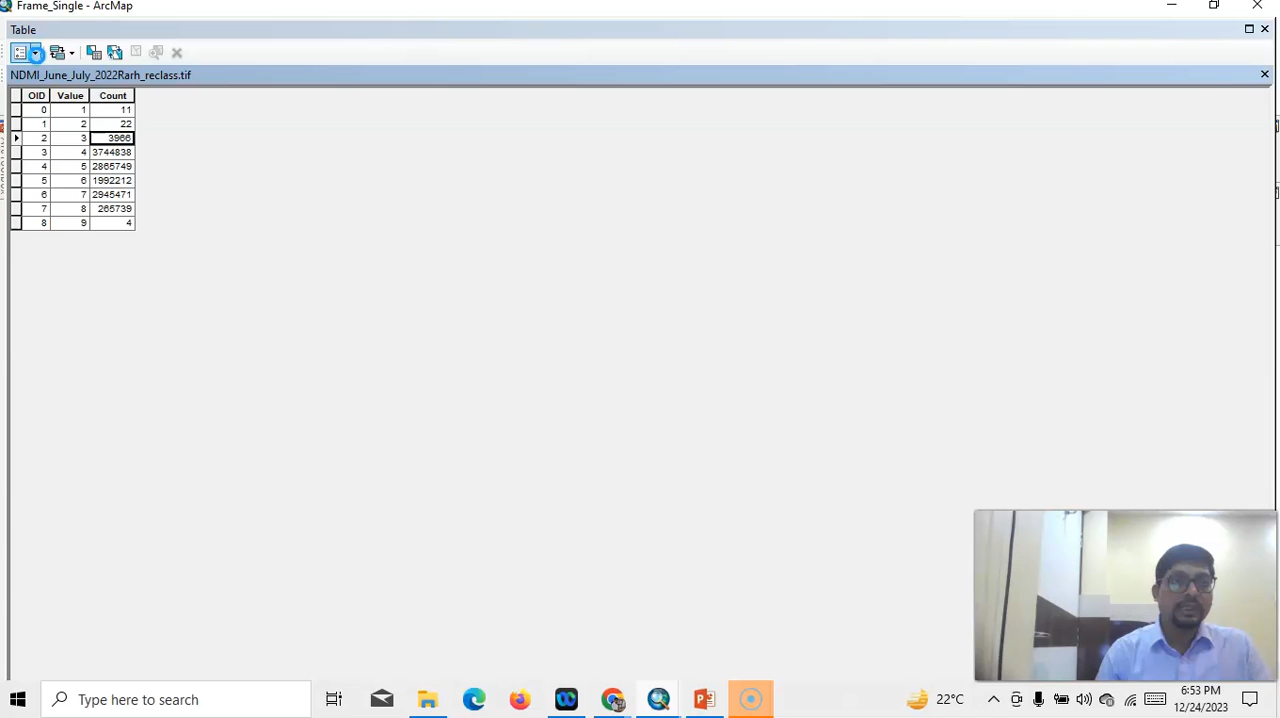 Frame_Single - ArcMap
Table
NDMI_June_July_2022Rarh_reclass.tif
OID Value Count
0 1 11
1 2 22
2 3 3966
3 4 3744838
4 5 2865749
5 6 1992212
6 7 2945471
7 8 265739
8 9 4
Type here to search
22°C
6:53 PM
12/24/2023